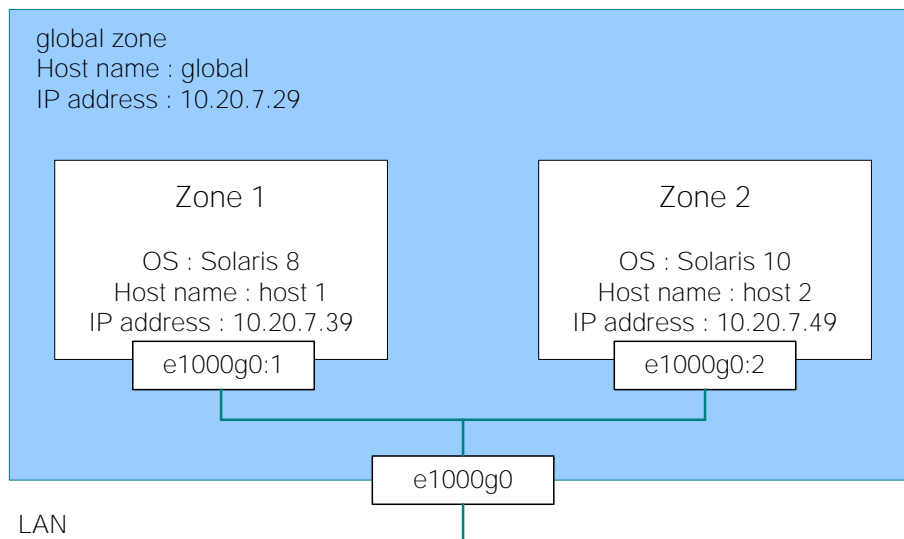 global zone
Host name : global
IP address : 10.20.7.29
Zone 1
OS : Solaris 8
Host name : host 1
IP address : 10.20.7.39
e1000g0:1
Zone 2
OS : Solaris 10
Host name : host 2
IP address : 10.20.7.49
e1000g0:2
e1000g0
LAN